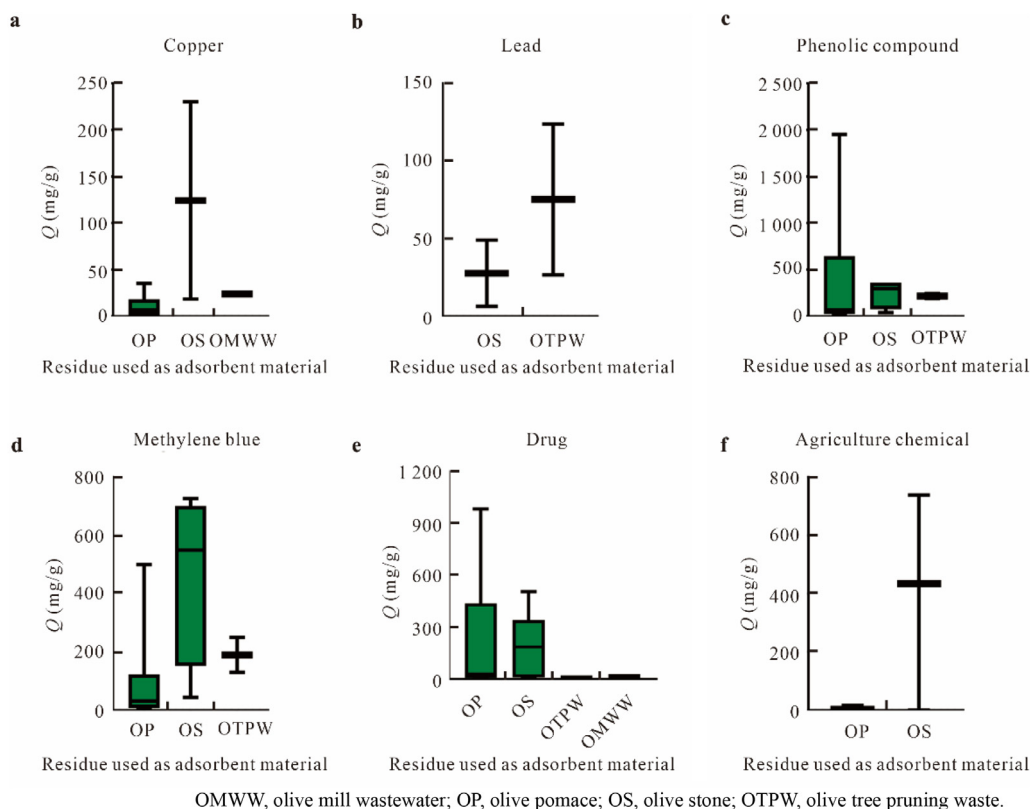 a
Copper
250
200
150
100
50
0
Q (mg/g)
OP OS OMWW
Residue used as adsorbent material
b
Lead
150
100
50
0
Q (mg/g)
OS OTPW
Residue used as adsorbent material
c
Phenolic compound
2 500
2 000
1 500
1 000
500
0
Q (mg/g)
OP OS OTPW
Residue used as adsorbent material
d
Methylene blue
800
600
400
200
0
Q (mg/g)
OP OS OTPW
Residue used as adsorbent material
e
Drug
1 200
900
600
300
0
Q (mg/g)
OP OS OTPW OMWW
Residue used as adsorbent material
f
Agriculture chemical
800
600
400
200
0
Q (mg/g)
OP OS
Residue used as adsorbent material
OMWW, olive mill wastewater; OP, olive pomace; OS, olive stone; OTPW, olive tree pruning waste.